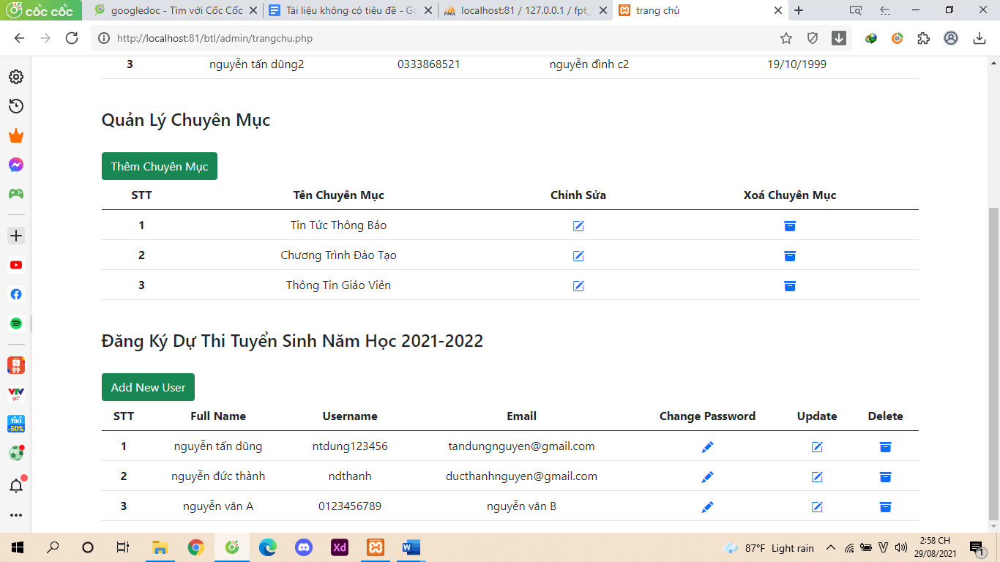 cốc cốc
googledoc - Tìm với Cốc Cốc
Tài liệu không có tiêu đề - Go
localhost:81 / 127.0.0.1 / fpt_
trang chủ
http://localhost:81/btl/admin/trangchu.php
3 nguyễn tấn dũng2 0333868521 nguyễn đình c2 19/10/1999
Quản Lý Chuyên Mục
Thêm Chuyên Mục
STT Tên Chuyên Mục Chỉnh Sửa Xoá Chuyên Mục
1 Tin Tức Thông Báo
2 Chương Trình Đào Tạo
3 Thông Tin Giáo Viên
Đăng Ký Dự Thi Tuyển Sinh Năm Học 2021-2022
Add New User
STT Full Name Username Email Change Password Update Delete
1 nguyễn tấn dũng ntdung123456 tandungnguyen@gmail.com
2 nguyễn đức thành ndthanh ducthanhnguyen@gmail.com
3 nguyễn văn A 0123456789 nguyễn văn B
99
VTV
go
TIKI
-50%
Xd
87°F Light rain
2:58 CH
29/08/2021
1